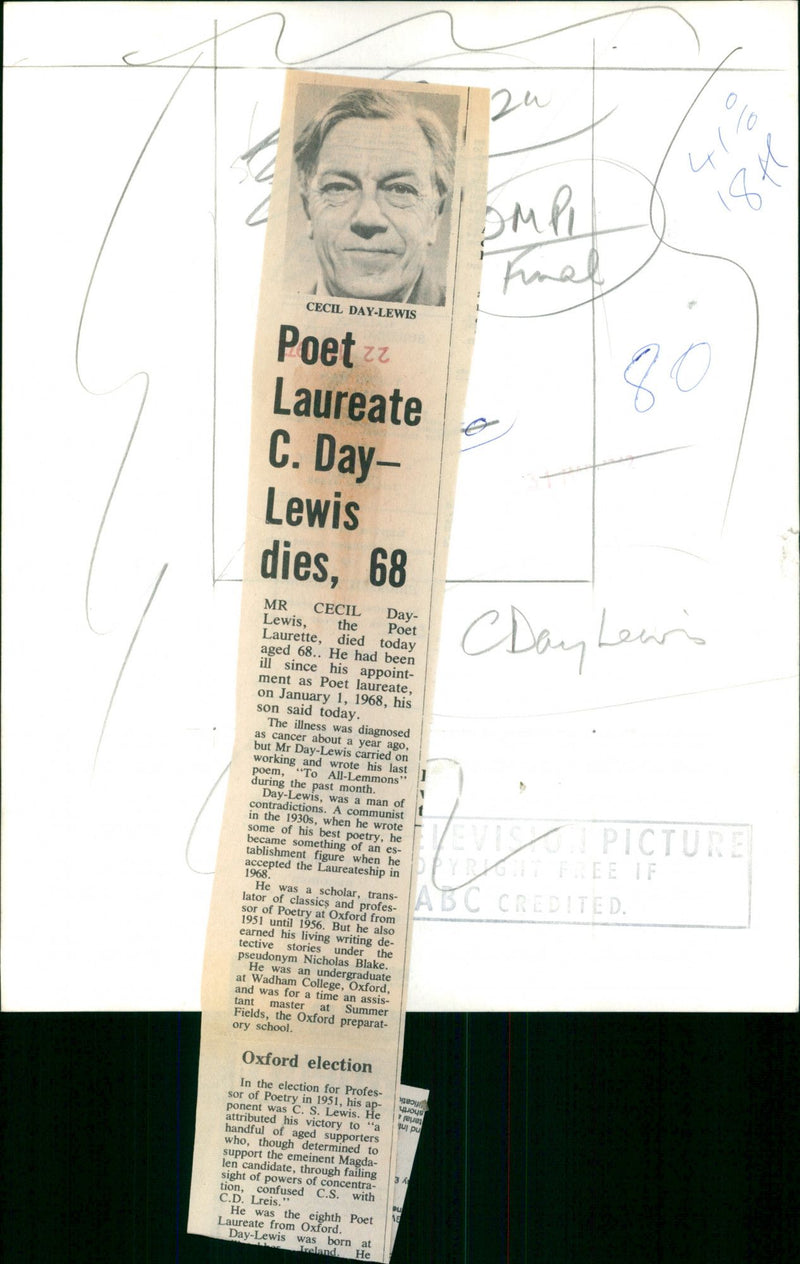 2u
OMPI
Final
41%
18H
80
CECIL DAY-LEWIS
22
Poet
Laureate
C. Day–
Lewis
dies, 68
MR CECIL Day-
Lewis, the Poet
Laurette, died today
aged 68.. He had been
ill since his appoint-
ment as Poet laureate,
on January 1, 1968, his
son said today.
The illness was diagnosed
as cancer about a year ago,
but Mr Day-Lewis carried on
working and wrote his last
poem, "To All-Lemmons"
during the past month.
Day-Lewis, was a man of
contradictions. A communist
in the 1930s, when he wrote
some of his best poetry, he
became something of an es-
tablishment figure when he
accepted the Laureateship in
1968.
He was a scholar, trans-
lator of classics and profes-
sor of Poetry at Oxford from
1951 until 1956. But he also
earned his living writing de-
tective stories under the
pseudonym Nicholas Blake.
He was an undergraduate
at Wadham College, Oxford,
and was for a time an assis-
tant master at Summer
Fields, the Oxford preparat-
ory school.
Oxford election
In the election for Profes-
sor of Poetry in 1951, his ap-
ponent was C. S. Lewis. He
attributed his victory to "a
handful of aged supporters
who, though determined to
support the emeinent Magda-
len candidate, through failing
sight of powers of concentra-
tion, confused C.S. with
C.D. Lreis."
He was the eighth Poet
Laureate from Oxford.
Day-Lewis was born at
Ireland. He
C Day Lewis
ELEVISION PICTURE
OPYRIGHT FREE IF
ABC CREDITED.